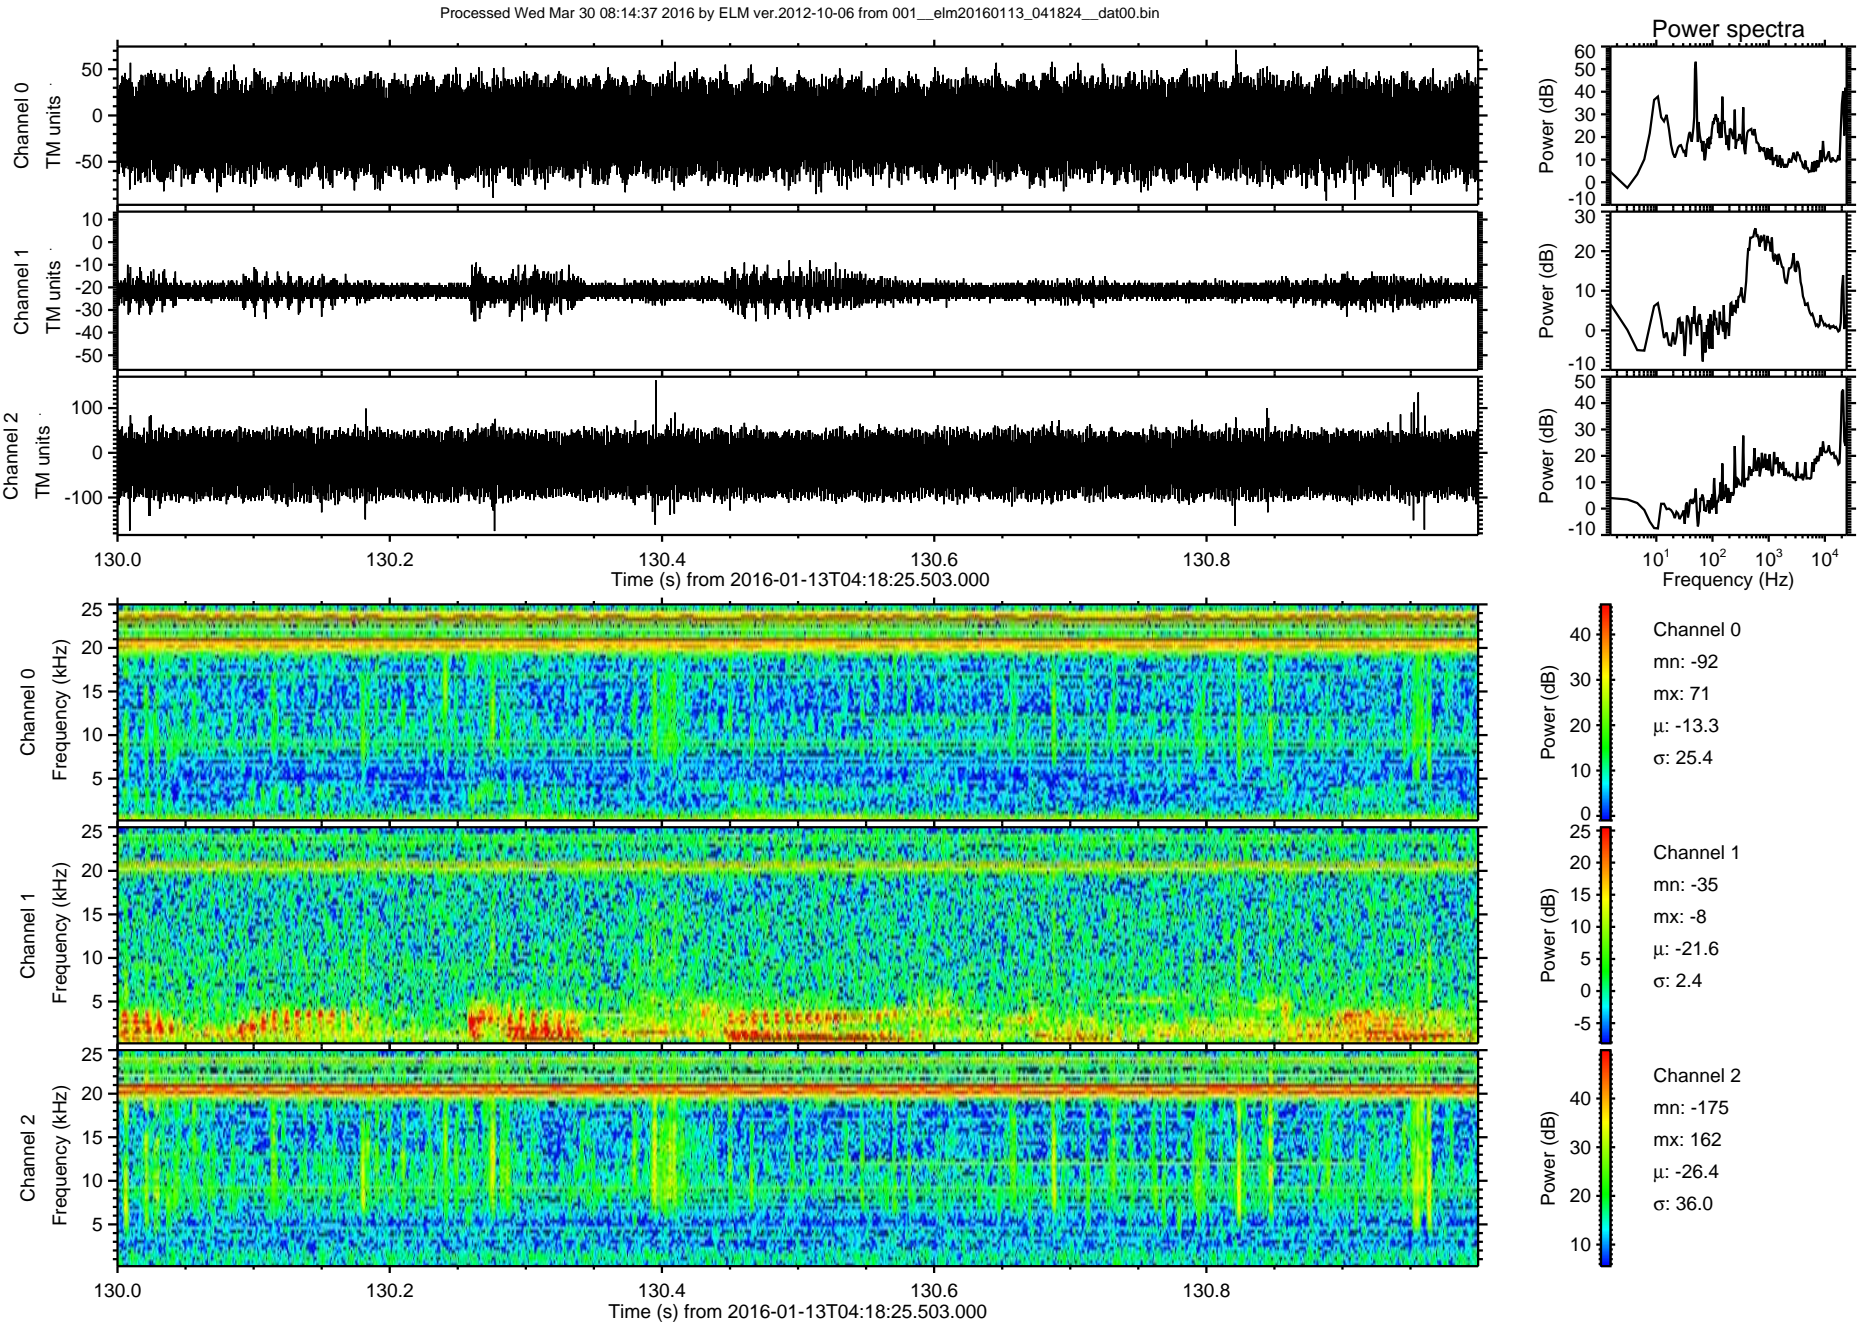 Processed Wed Mar 30 08:14:37 2016 by ELM ver.2012-10-06 from 001__elm20160113_041824__dat00.bin
Power spectra
Channel 0
TM units
50
0
-50
Power (dB)
60
50
40
30
20
10
0
-10
Channel 1
TM units
10
0
-10
-20
-30
-40
-50
Power (dB)
30
20
10
0
-10
Channel 2
TM units
100
0
-100
Power (dB)
50
40
30
20
10
0
-10
130.0 130.2 130.4 130.6 130.8
Time (s) from 2016-01-13T04:18:25.503.000
10^1 10^2 10^3 10^4
Frequency (Hz)
Channel 0
Frequency (kHz)
25
20
15
10
5
Power (dB)
40
30
20
10
0
Channel 0
mn: -92
mx: 71
μ: -13.3
σ: 25.4
Channel 1
Frequency (kHz)
25
20
15
10
5
Power (dB)
25
20
15
10
5
0
-5
Channel 1
mn: -35
mx: -8
μ: -21.6
σ: 2.4
Channel 2
Frequency (kHz)
25
20
15
10
5
Power (dB)
40
30
20
10
Channel 2
mn: -175
mx: 162
μ: -26.4
σ: 36.0
130.0 130.2 130.4 130.6 130.8
Time (s) from 2016-01-13T04:18:25.503.000